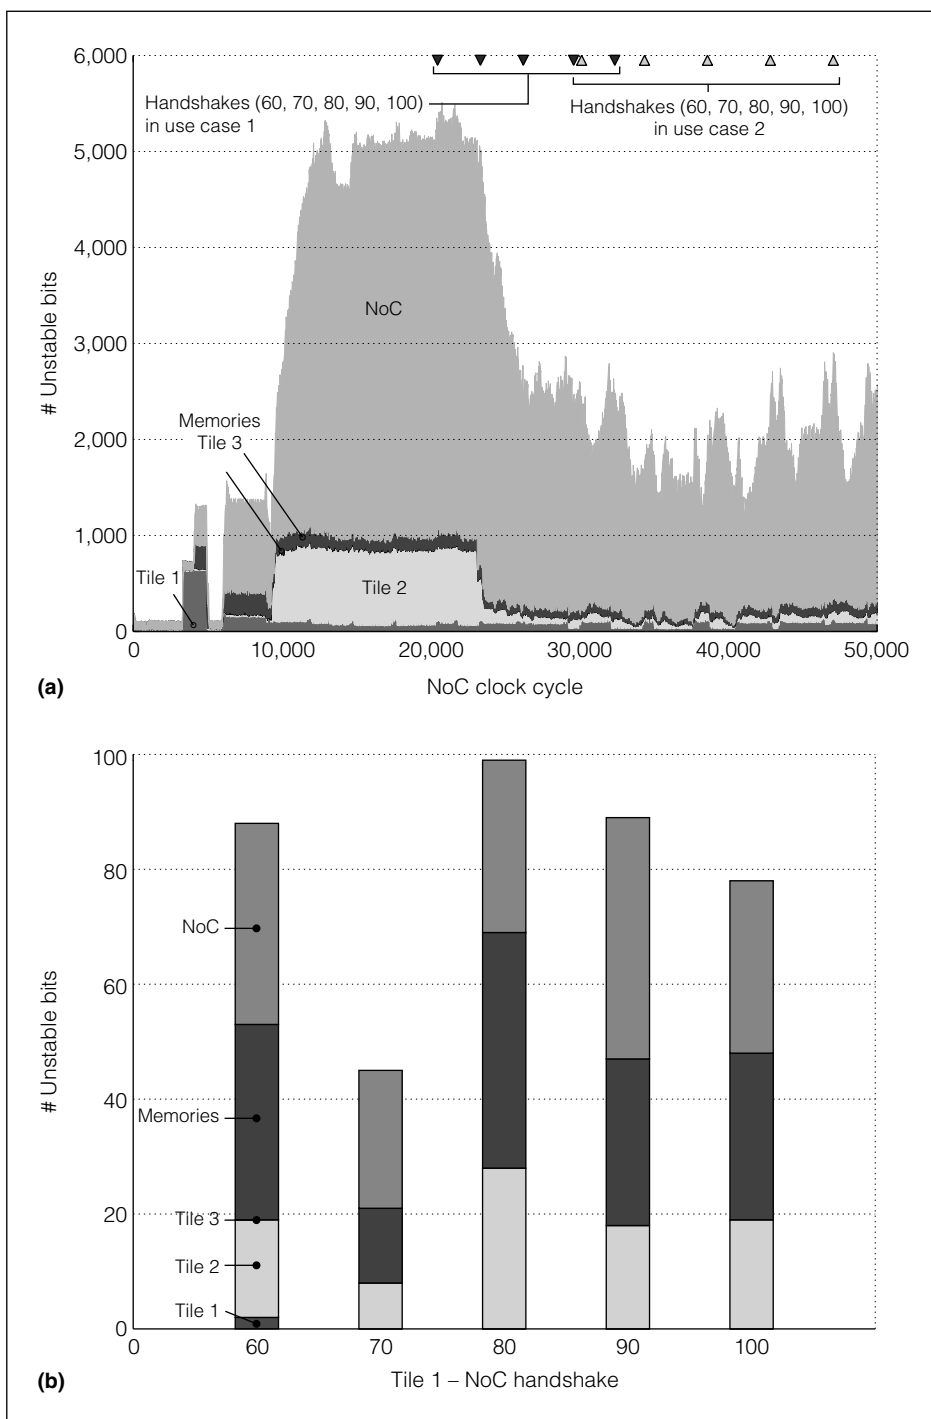 6,000
Handshakes (60, 70, 80, 90, 100)
in use case 1
Handshakes (60, 70, 80, 90, 100)
in use case 2
5,000
4,000
# Unstable bits
NoC
3,000
Memories
Tile 3
2,000
1,000
Tile 1
Tile 2
0
0 10,000 20,000 30,000 40,000 50,000
NoC clock cycle
(a)
100
80
NoC
60
# Unstable bits
40
Memories
20
Tile 3
Tile 2
Tile 1
0
0 60 70 80 90 100
Tile 1 – NoC handshake
(b)